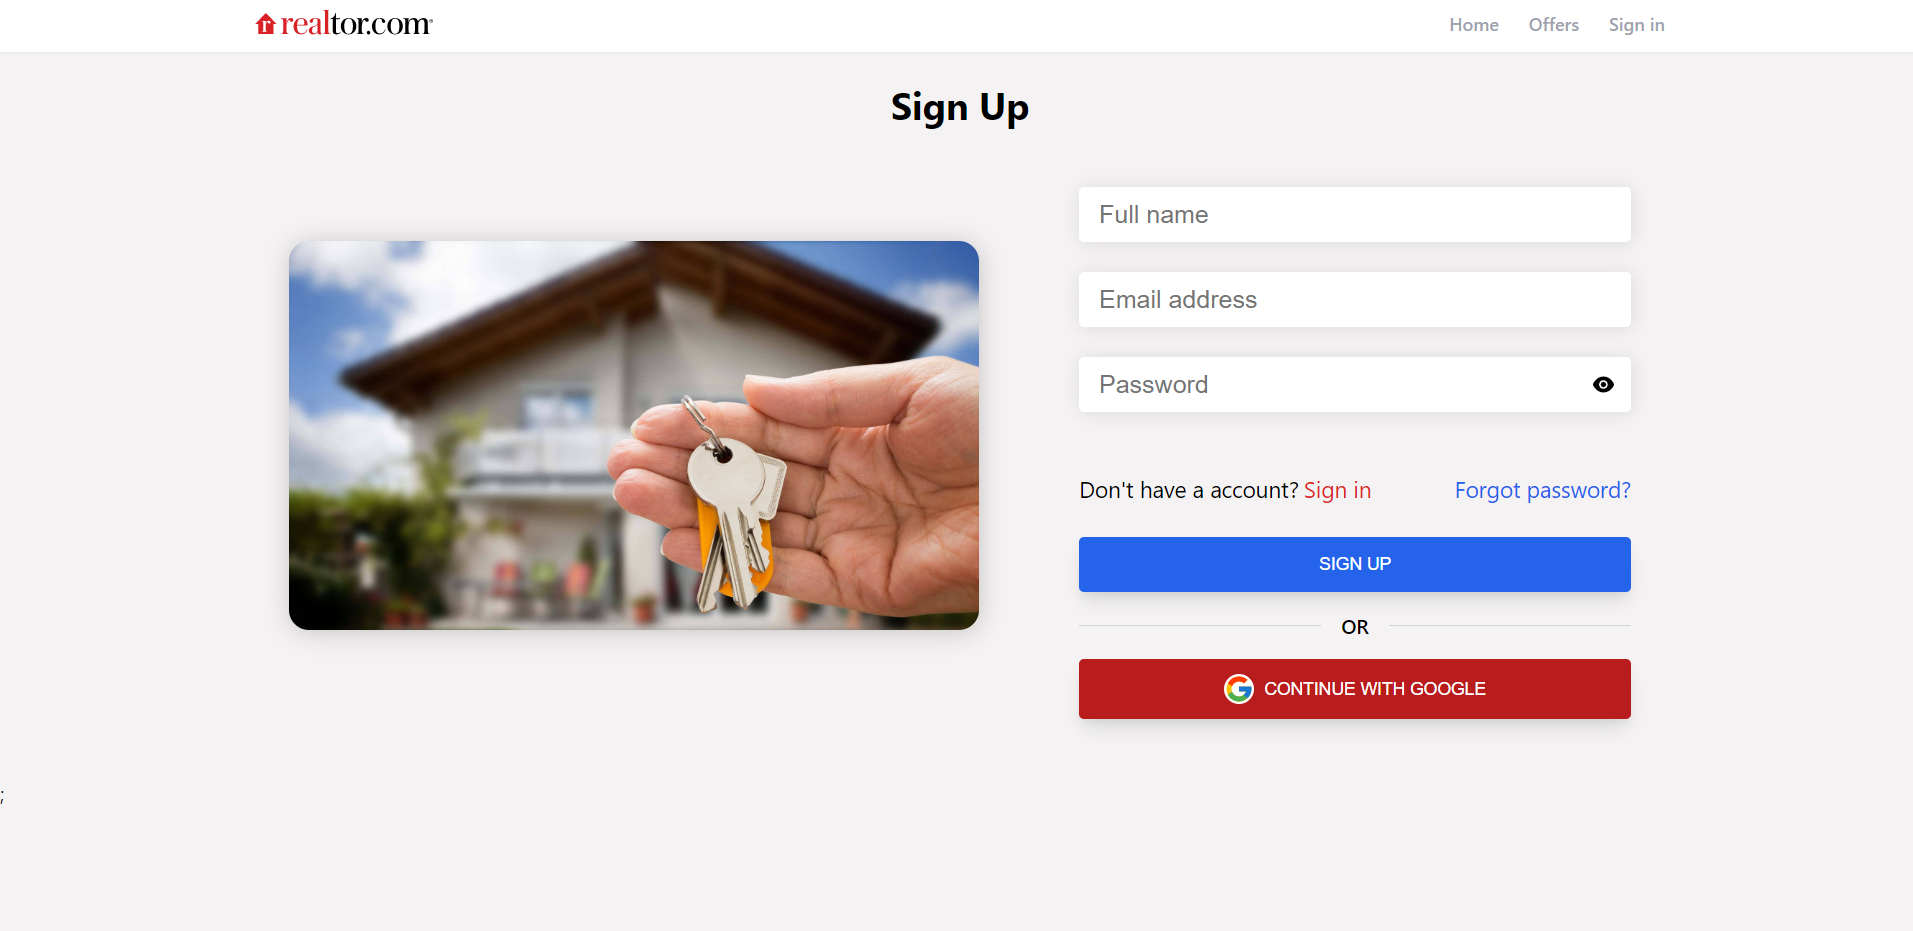 realtor.com®
Home Offers Sign in
Sign Up
Full name
Email address
Password
Don't have a account? Sign in Forgot password?
SIGN UP
OR
CONTINUE WITH GOOGLE
;